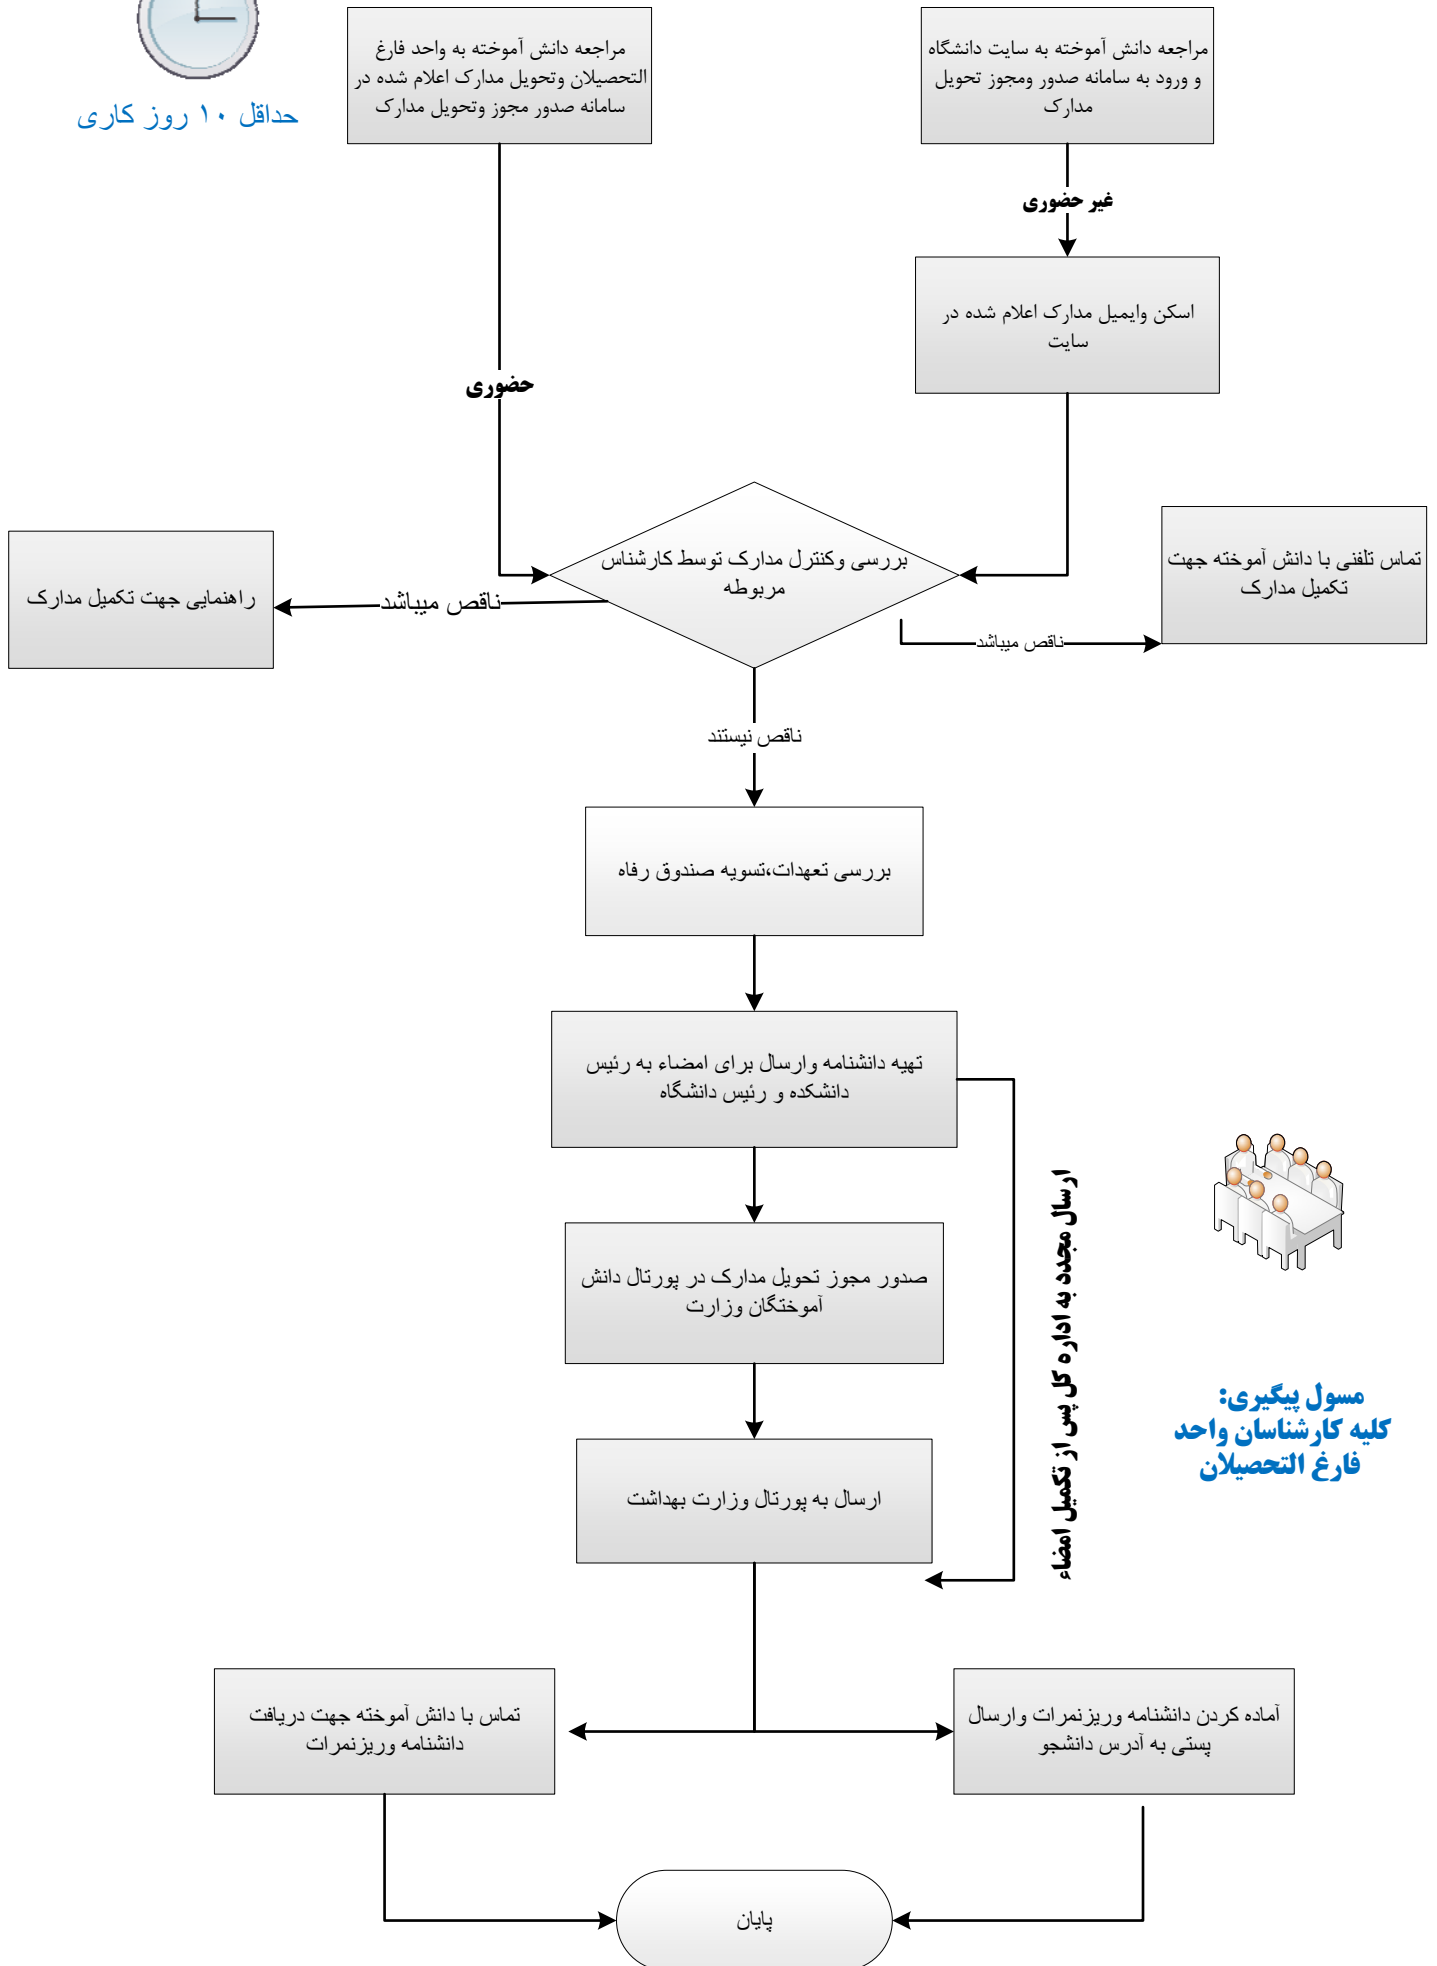 مراجعه دانش آموخته به سایت دانشگاه
و ورود به سامانه صدور ومجوز تحویل
مدارک
مراجعه دانش آموخته به واحد فارغ
التحصیلان وتحویل مدارک اعلام شده در
سامانه صدور مجوز وتحویل مدارک
حداقل ۱۰ روز کاری
غیر حضوری
اسکن وایمیل مدارک اعلام شده در
سایت
حضوری
بررسی وکنترل مدارک توسط کارشناس
مربوطه
تماس تلفنی با دانش آموخته جهت
تکمیل مدارک
ناقص میباشد
ناقص میباشد
راهنمایی جهت تکمیل مدارک
ناقص نیستند
بررسی تعهدات،تسویه صندوق رفاه
تهیه دانشنامه وارسال برای امضاء به رئیس
دانشکده و رئیس دانشگاه
ارسال مجدد به اداره کل پس از تکمیل امضاء
صدور مجوز تحویل مدارک در پورتال دانش
آموختگان وزارت
مسول پیگیری:
کلیه کارشناسان واحد
فارغ التحصیلان
ارسال به پورتال وزارت بهداشت
آماده کردن دانشنامه وریزنمرات وارسال
پستی به آدرس دانشجو
تماس با دانش آموخته جهت دریافت
دانشنامه وریزنمرات
پایان